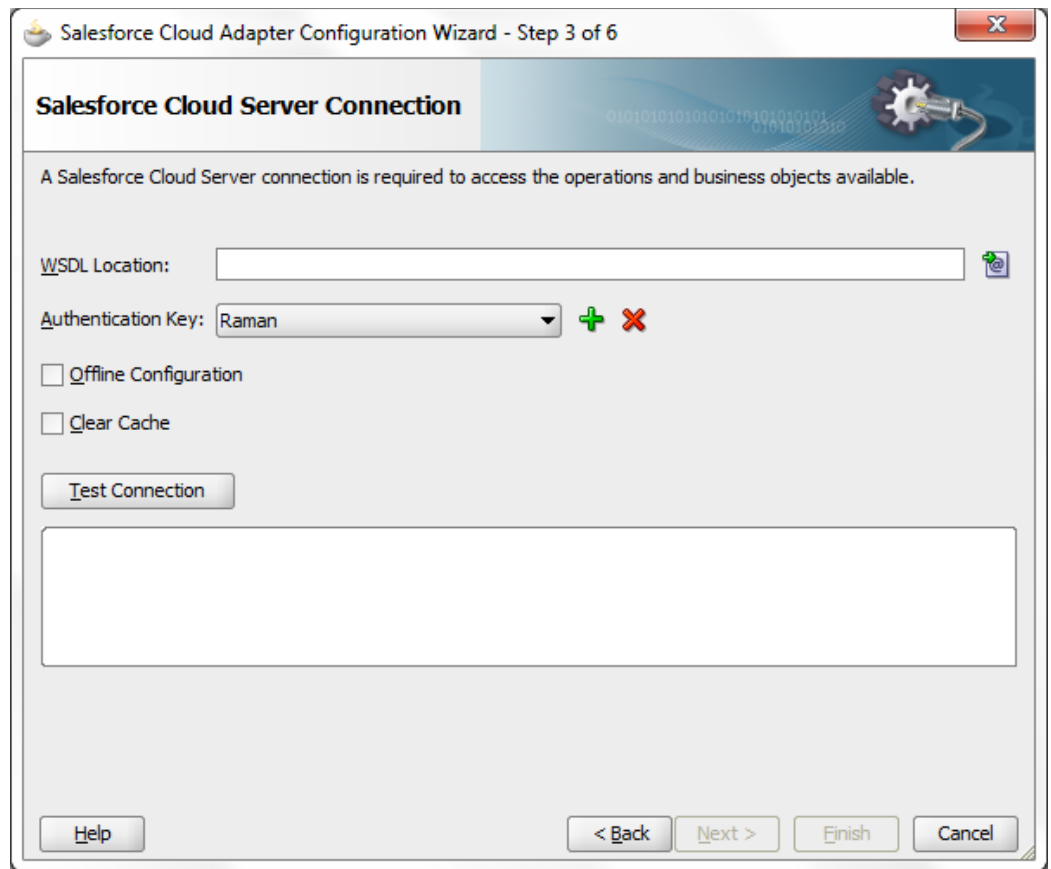 Salesforce Cloud Adapter Configuration Wizard - Step 3 of 6
Salesforce Cloud Server Connection
A Salesforce Cloud Server connection is required to access the operations and business objects available.
WSDL Location:
Authentication Key: Raman
Offline Configuration
Clear Cache
Test Connection
Help < Back Next > Finish Cancel